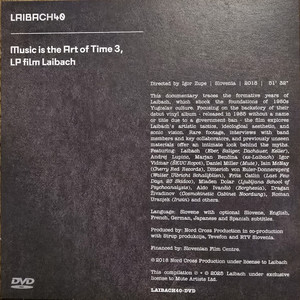 LAIBACH40
Music is the Art of Time 3,
LP film Laibach
Directed by Igor Zupe | Slovenia | 2018 | 51' 52"
This documentary traces the formative years of
Laibach, which shook the foundations of 1980s
Yugoslav culture. Focusing on the backstory of their
debut vinyl album - released in 1985 without a name
or title due to a government ban - the film explores
Laibach's artistic tactics, ideological aesthetic, and
sonic vision. Rare footage, interviews with band
members and key collaborators, and previously unseen
materials offer an intimate look behind the myths.
Featuring: Laibach (Eber, Saliger, Dachauer, Keller),
Andrej Lupinc, Marjan Benčina (ex-Laibach) Igor
Vidmar (ŠKUC Ropot), Daniel Miller (Mute), Iain McNay
(Cherry Red Records), Ditterich von Euler-Donnersperg
(Walter Ulbricht Schallfolien), Frits Calin (Last Few
Days, 23 Skidoo), Mladen Dolar (Ljubljana School of
Psychoanalysis), Aldo Ivančić (Borghesia), Dragan
Živadinov (Cosmokinetic Cabinet Noordung), Roman
Uranjek (Irwin) and others.
Language: Slovene with optional Slovene, English,
French, German, Japanese and Spanish subtitles.
Produced by: Nord Cross Production in co-production
with Strup produkcija, Tevefon and RTV Slovenia.
Financed by: Slovenian Film Centre.
© 2018 Nord Cross Production under license to Laibach
This compilation ℗ + © 2025 Laibach under exclusive
license to Mute Artists Ltd.
LAIBACH40-DVD
DVD